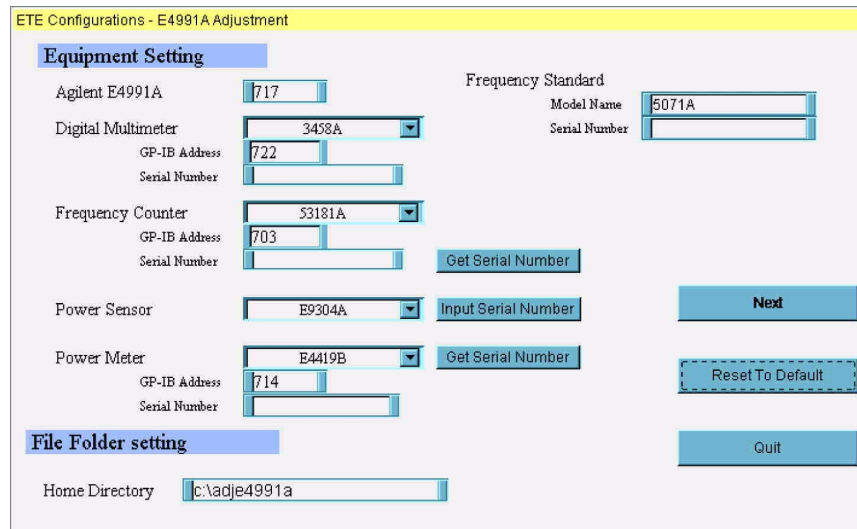 ETE Configurations - E4991A Adjustment
Equipment Setting
Agilent E4991A 717
Digital Multimeter 3458A
GP-IB Address 722
Serial Number
Frequency Counter 53181A
GP-IB Address 703
Serial Number Get Serial Number
Power Sensor E9304A Input Serial Number
Power Meter E4419B Get Serial Number
GP-IB Address 714
Serial Number
Frequency Standard
Model Name 5071A
Serial Number
Next
Reset To Default
Quit
File Folder setting
Home Directory c:\adje4991a